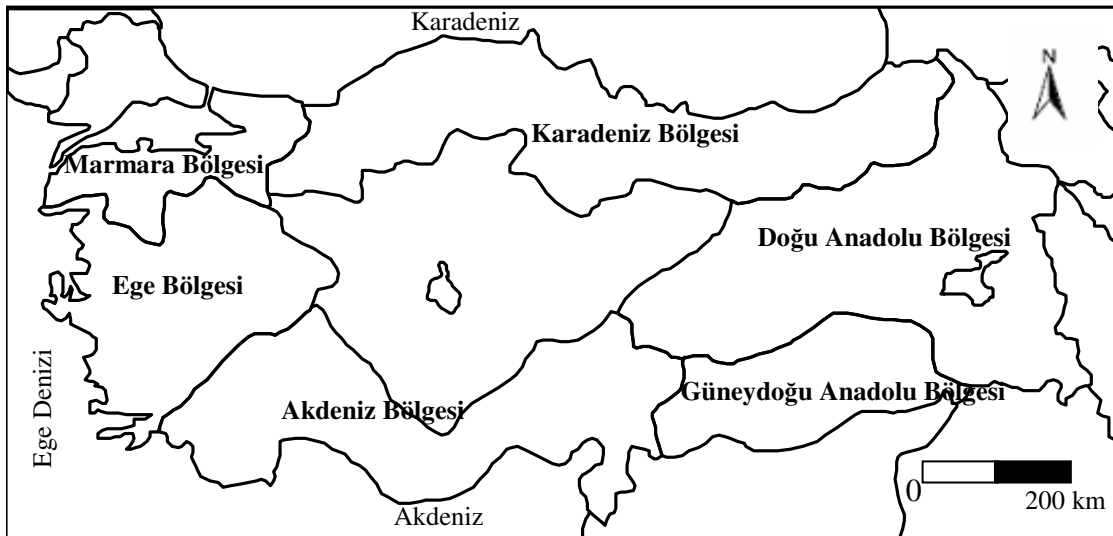 Karadeniz
N
Karadeniz Bölgesi
Marmara Bölgesi
Doğu Anadolu Bölgesi
Ege Bölgesi
Güneydoğu Anadolu Bölgesi
Akdeniz Bölgesi
Ege Denizi
0
200 km
Akdeniz